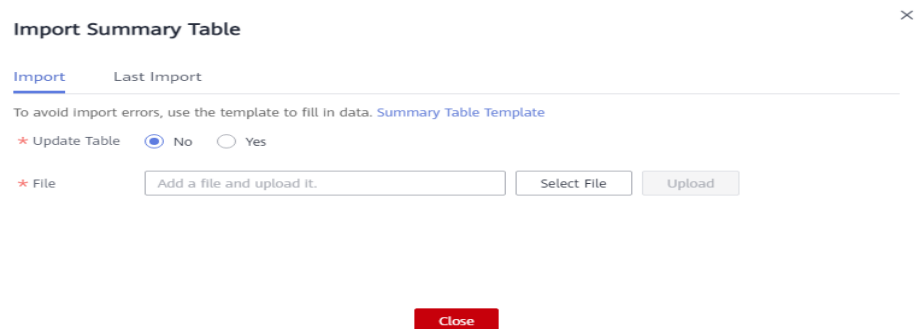 Import Summary Table
Import Last Import
To avoid import errors, use the template to fill in data. Summary Table Template
* Update Table No Yes
* File Add a file and upload it. Select File Upload
Close